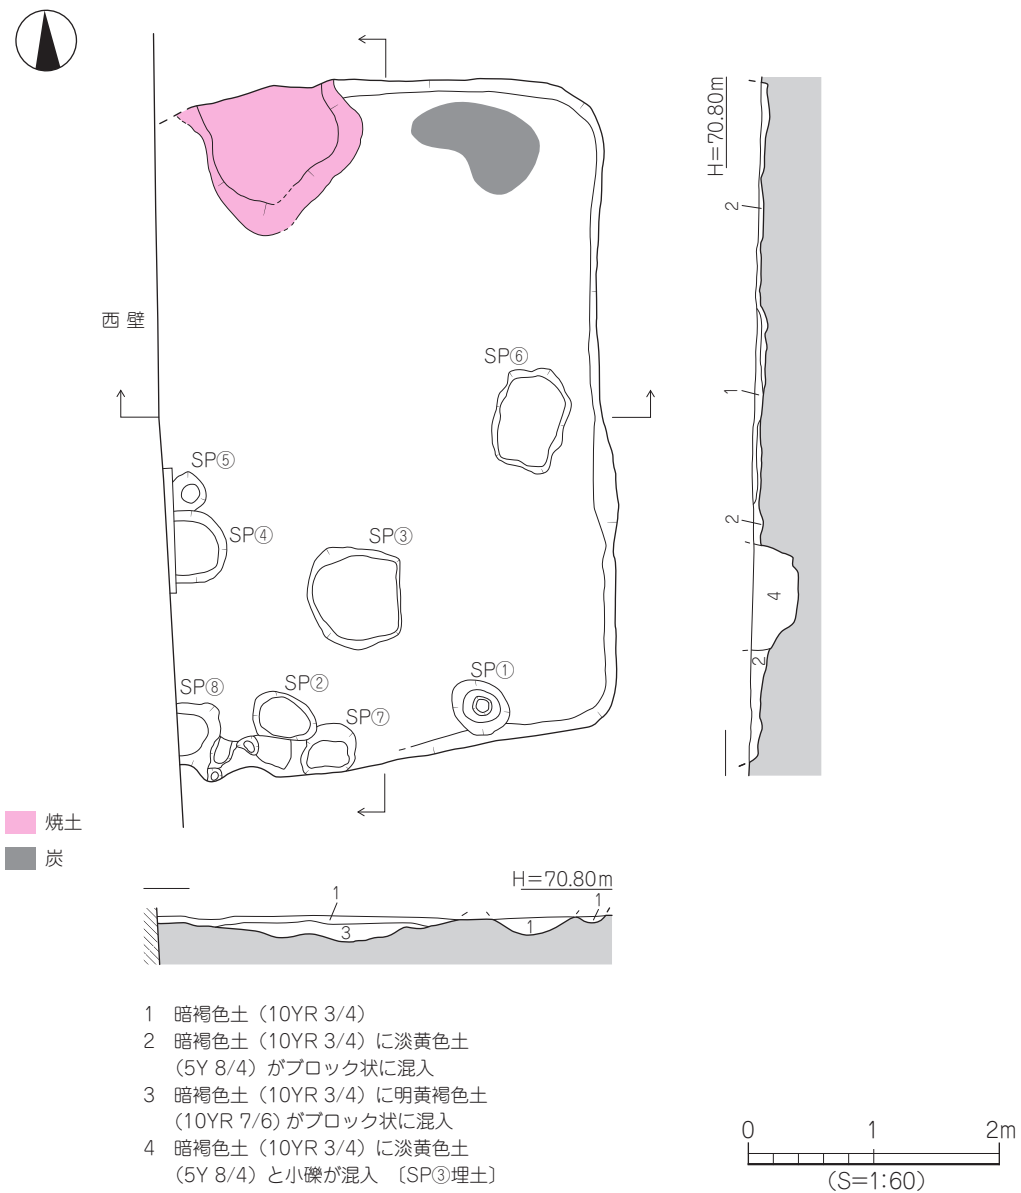 H=70.80m
2
1
2
4
2
西壁
SP⑥
SP⑤
SP④
SP③
SP①
SP②
SP⑧
SP⑦
焼土
炭
H=70.80m
1
1
3
1
1 暗褐色土（10YR 3/4）
2 暗褐色土（10YR 3/4）に淡黄色土
（5Y 8/4）がブロック状に混入
3 暗褐色土（10YR 3/4）に明黄褐色土
（10YR 7/6）がブロック状に混入
4 暗褐色土（10YR 3/4）に淡黄色土
（5Y 8/4）と小礫が混入 〔SP③埋土〕
0 1 2m
（S=1:60）